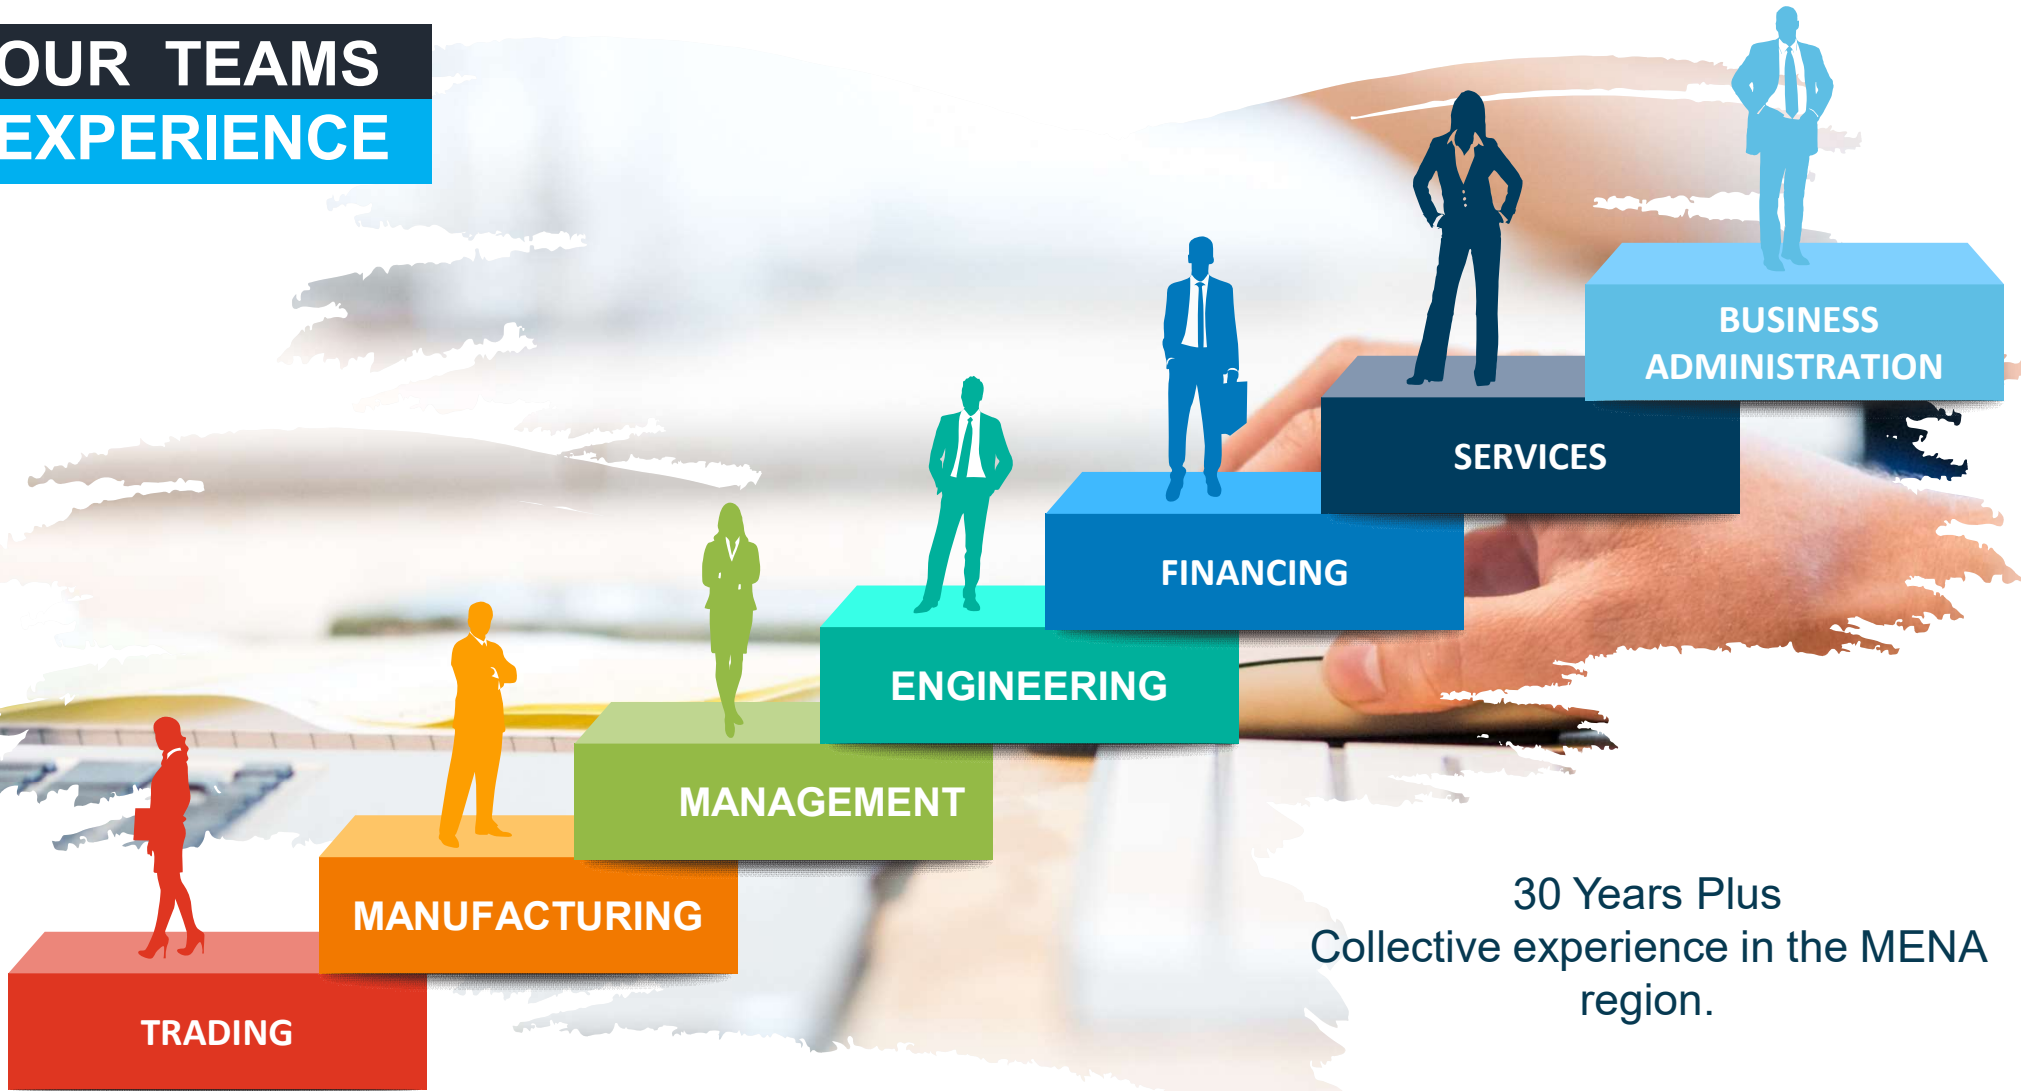 OUR TEAMS
EXPERIENCE
BUSINESS
ADMINISTRATION
SERVICES
FINANCING
ENGINEERING
MANAGEMENT
MANUFACTURING
TRADING
30 Years Plus
Collective experience in the MENA
region.